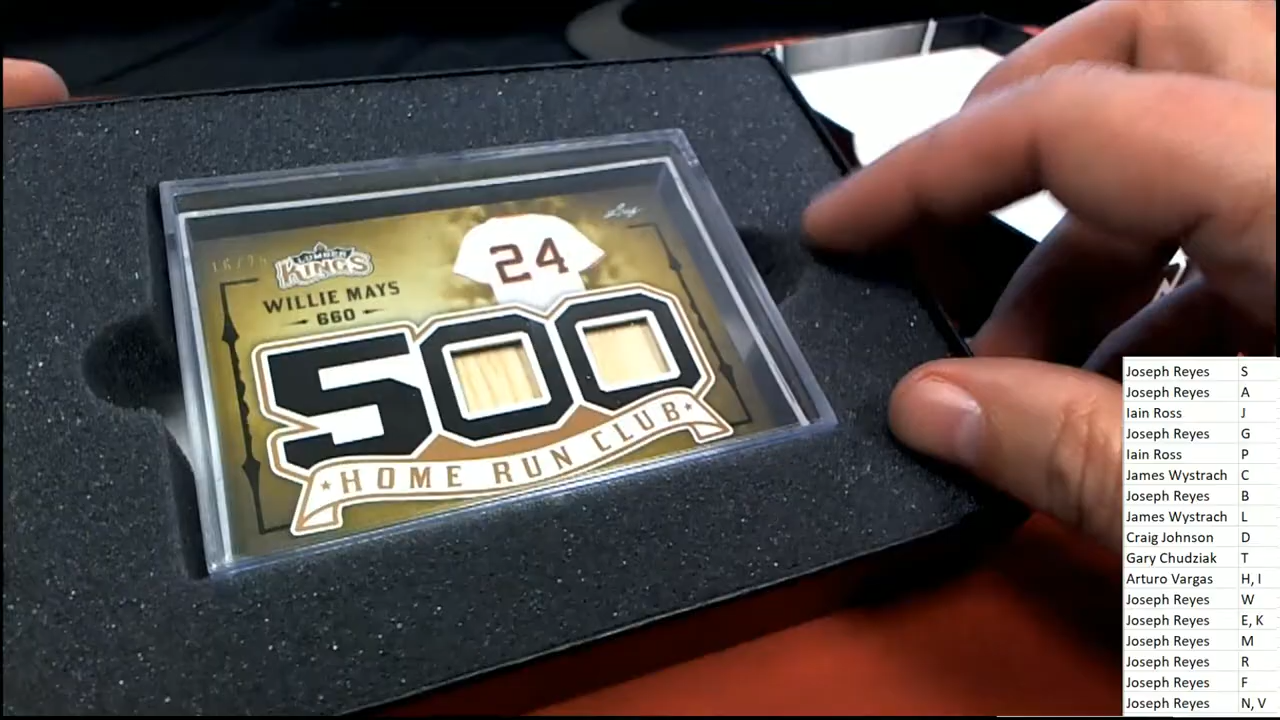 Leaf
24
LUMBER
KINGS
WILLIE MAYS
660
500
HOME RUN CLUB
Joseph Reyes S
Joseph Reyes A
Iain Ross J
Joseph Reyes G
Iain Ross P
James Wystrach C
Joseph Reyes B
James Wystrach L
Craig Johnson D
Gary Chudziak T
Arturo Vargas H, I
Joseph Reyes W
Joseph Reyes E, K
Joseph Reyes M
Joseph Reyes R
Joseph Reyes F
Joseph Reyes N, V